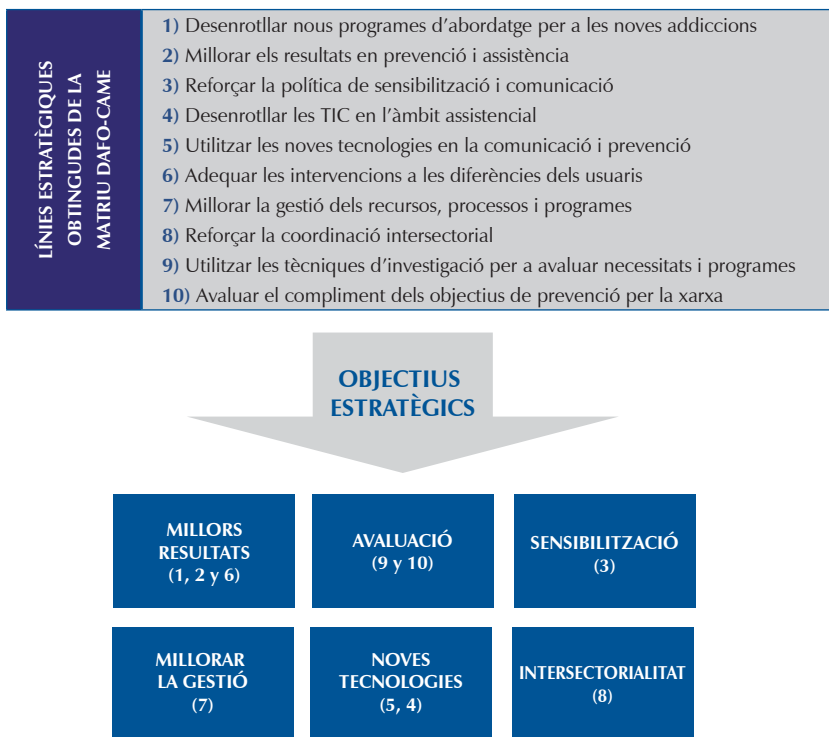 LÍNIES ESTRATÈGIQUES
OBTINGUDES DE LA
MATRIU DAFO-CAME
1) Desenrotllar nous programes d’abordatge per a les noves addiccions
2) Millorar els resultats en prevenció i assistència
3) Reforçar la política de sensibilització i comunicació
4) Desenrotllar les TIC en l’àmbit assistencial
5) Utilitzar les noves tecnologies en la comunicació i prevenció
6) Adequar les intervencions a les diferències dels usuaris
7) Millorar la gestió dels recursos, processos i programes
8) Reforçar la coordinació intersectorial
9) Utilitzar les tècniques d’investigació per a avaluar necessitats i programes
10) Avaluar el compliment dels objectius de prevenció per la xarxa
OBJECTIUS
ESTRATÈGICS
MILLORS
RESULTATS
(1, 2 y 6)
AVALUACIÓ
(9 y 10)
SENSIBILITZACIÓ
(3)
MILLORAR
LA GESTIÓ
(7)
NOVES
TECNOLOGIES
(5, 4)
INTERSECTORIALITAT
(8)